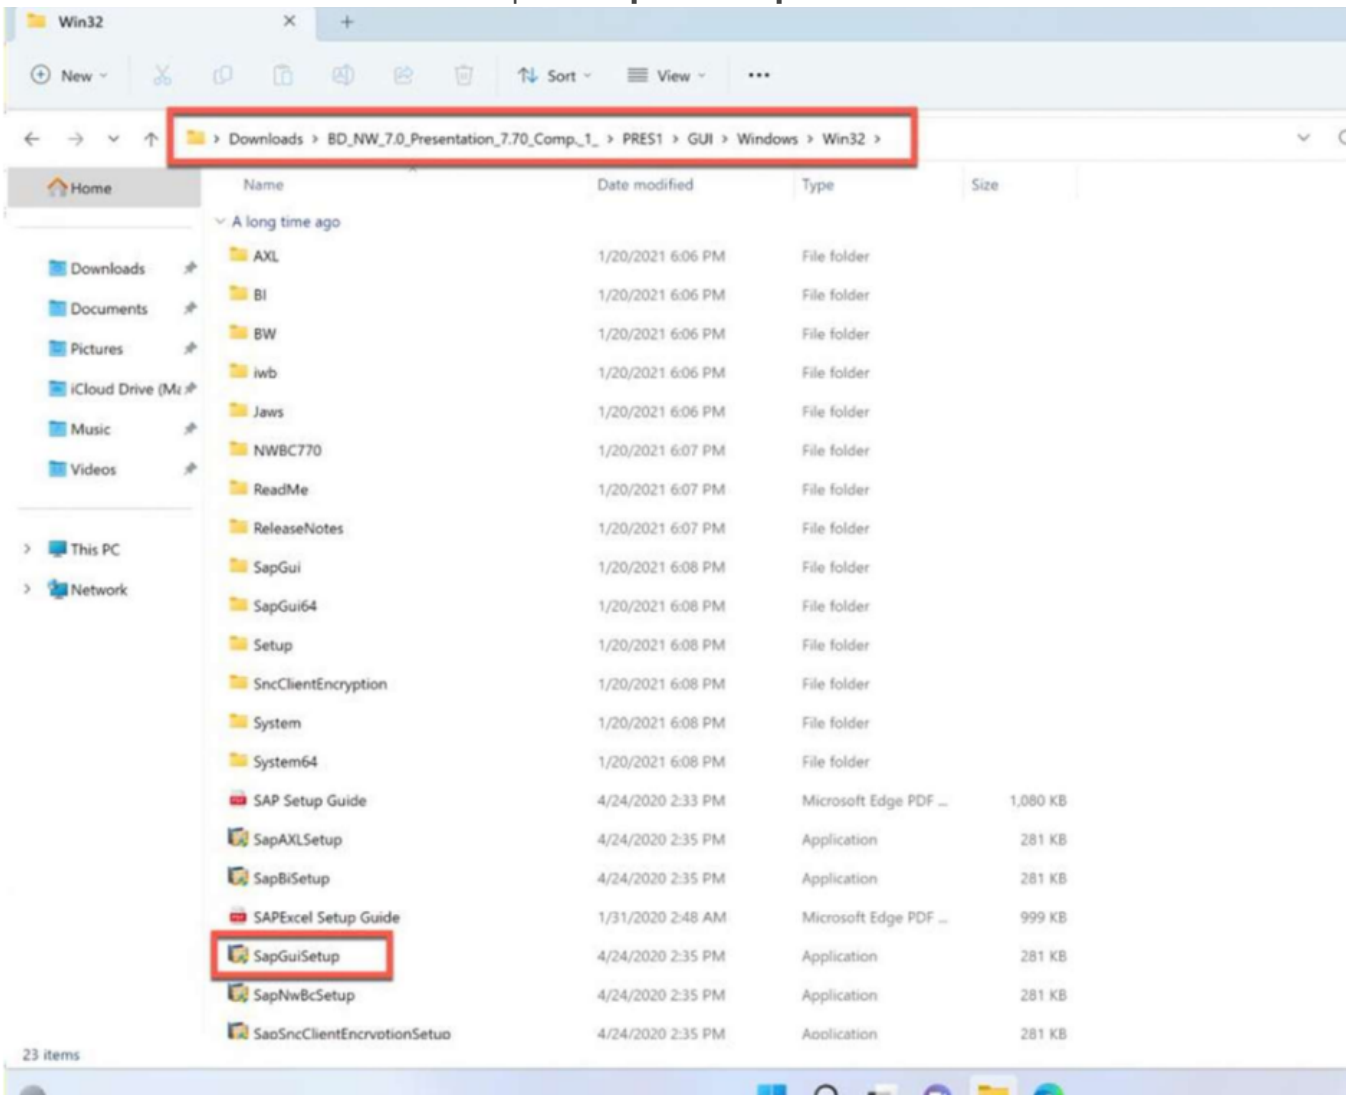 Win32
New
Sort
View
Downloads > BD_NW_7.0_Presentation_7.70_Comp._1_ > PRES1 > GUI > Windows > Win32 >
Home
Name Date modified Type Size
A long time ago
AXL 1/20/2021 6:06 PM File folder
Downloads
BI 1/20/2021 6:06 PM File folder
Documents
BW 1/20/2021 6:06 PM File folder
Pictures
iwb 1/20/2021 6:06 PM File folder
iCloud Drive (Ma
Jaws 1/20/2021 6:06 PM File folder
Music
NWBC770 1/20/2021 6:07 PM File folder
Videos
ReadMe 1/20/2021 6:07 PM File folder
ReleaseNotes 1/20/2021 6:07 PM File folder
This PC
SapGui 1/20/2021 6:08 PM File folder
Network
SapGui64 1/20/2021 6:08 PM File folder
Setup 1/20/2021 6:08 PM File folder
SncClientEncryption 1/20/2021 6:08 PM File folder
System 1/20/2021 6:08 PM File folder
System64 1/20/2021 6:08 PM File folder
SAP Setup Guide 4/24/2020 2:33 PM Microsoft Edge PDF ... 1,080 KB
SapAXLSetup 4/24/2020 2:35 PM Application 281 KB
SapBiSetup 4/24/2020 2:35 PM Application 281 KB
SAPExcel Setup Guide 1/31/2020 2:48 AM Microsoft Edge PDF ... 999 KB
SapGuiSetup 4/24/2020 2:35 PM Application 281 KB
SapNwBcSetup 4/24/2020 2:35 PM Application 281 KB
SapSncClientEncryptionSetup 4/24/2020 2:35 PM Application 281 KB
23 items